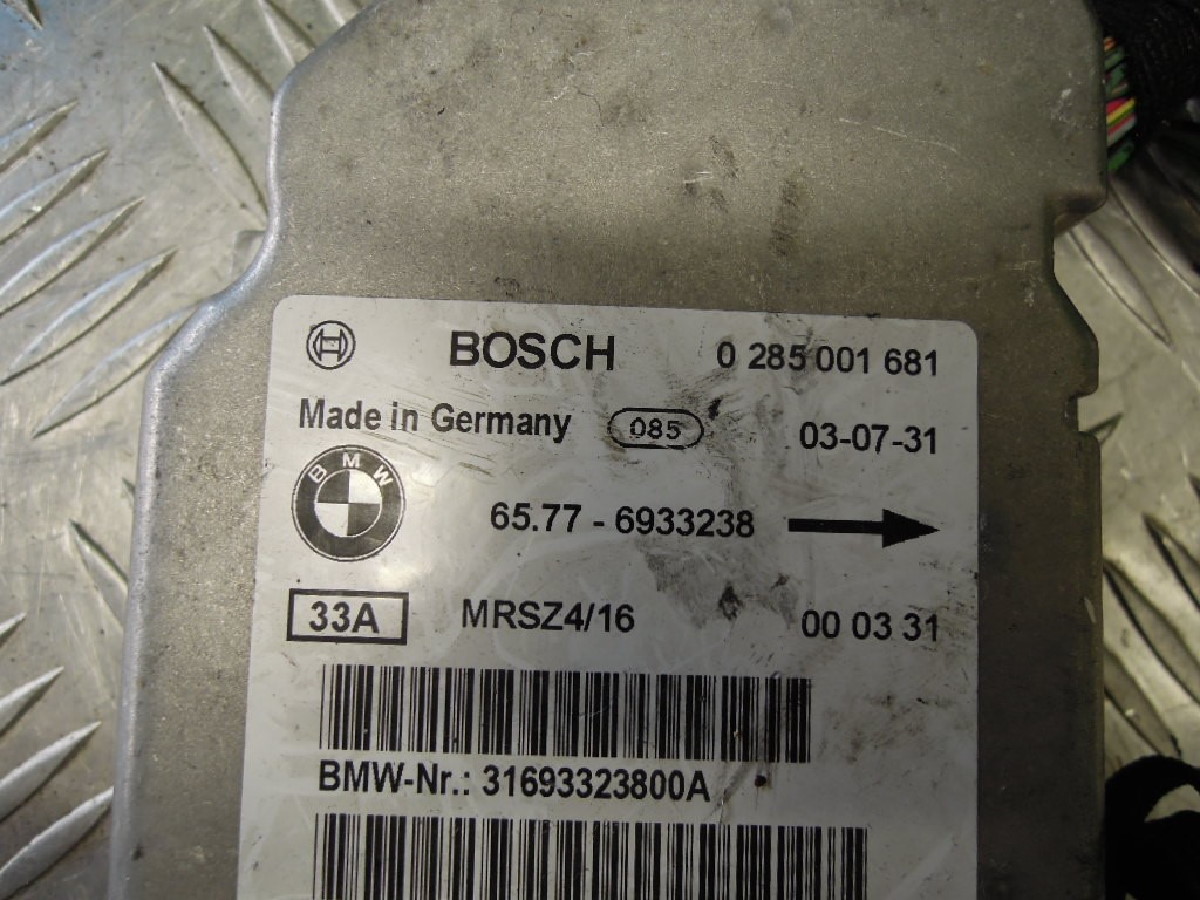 BOSCH 0 285 001 681
Made in Germany 085 03-07-31
BMW
65.77 - 6933238
33A MRSZ4/16 00 03 31
BMW-Nr.: 31693323800A